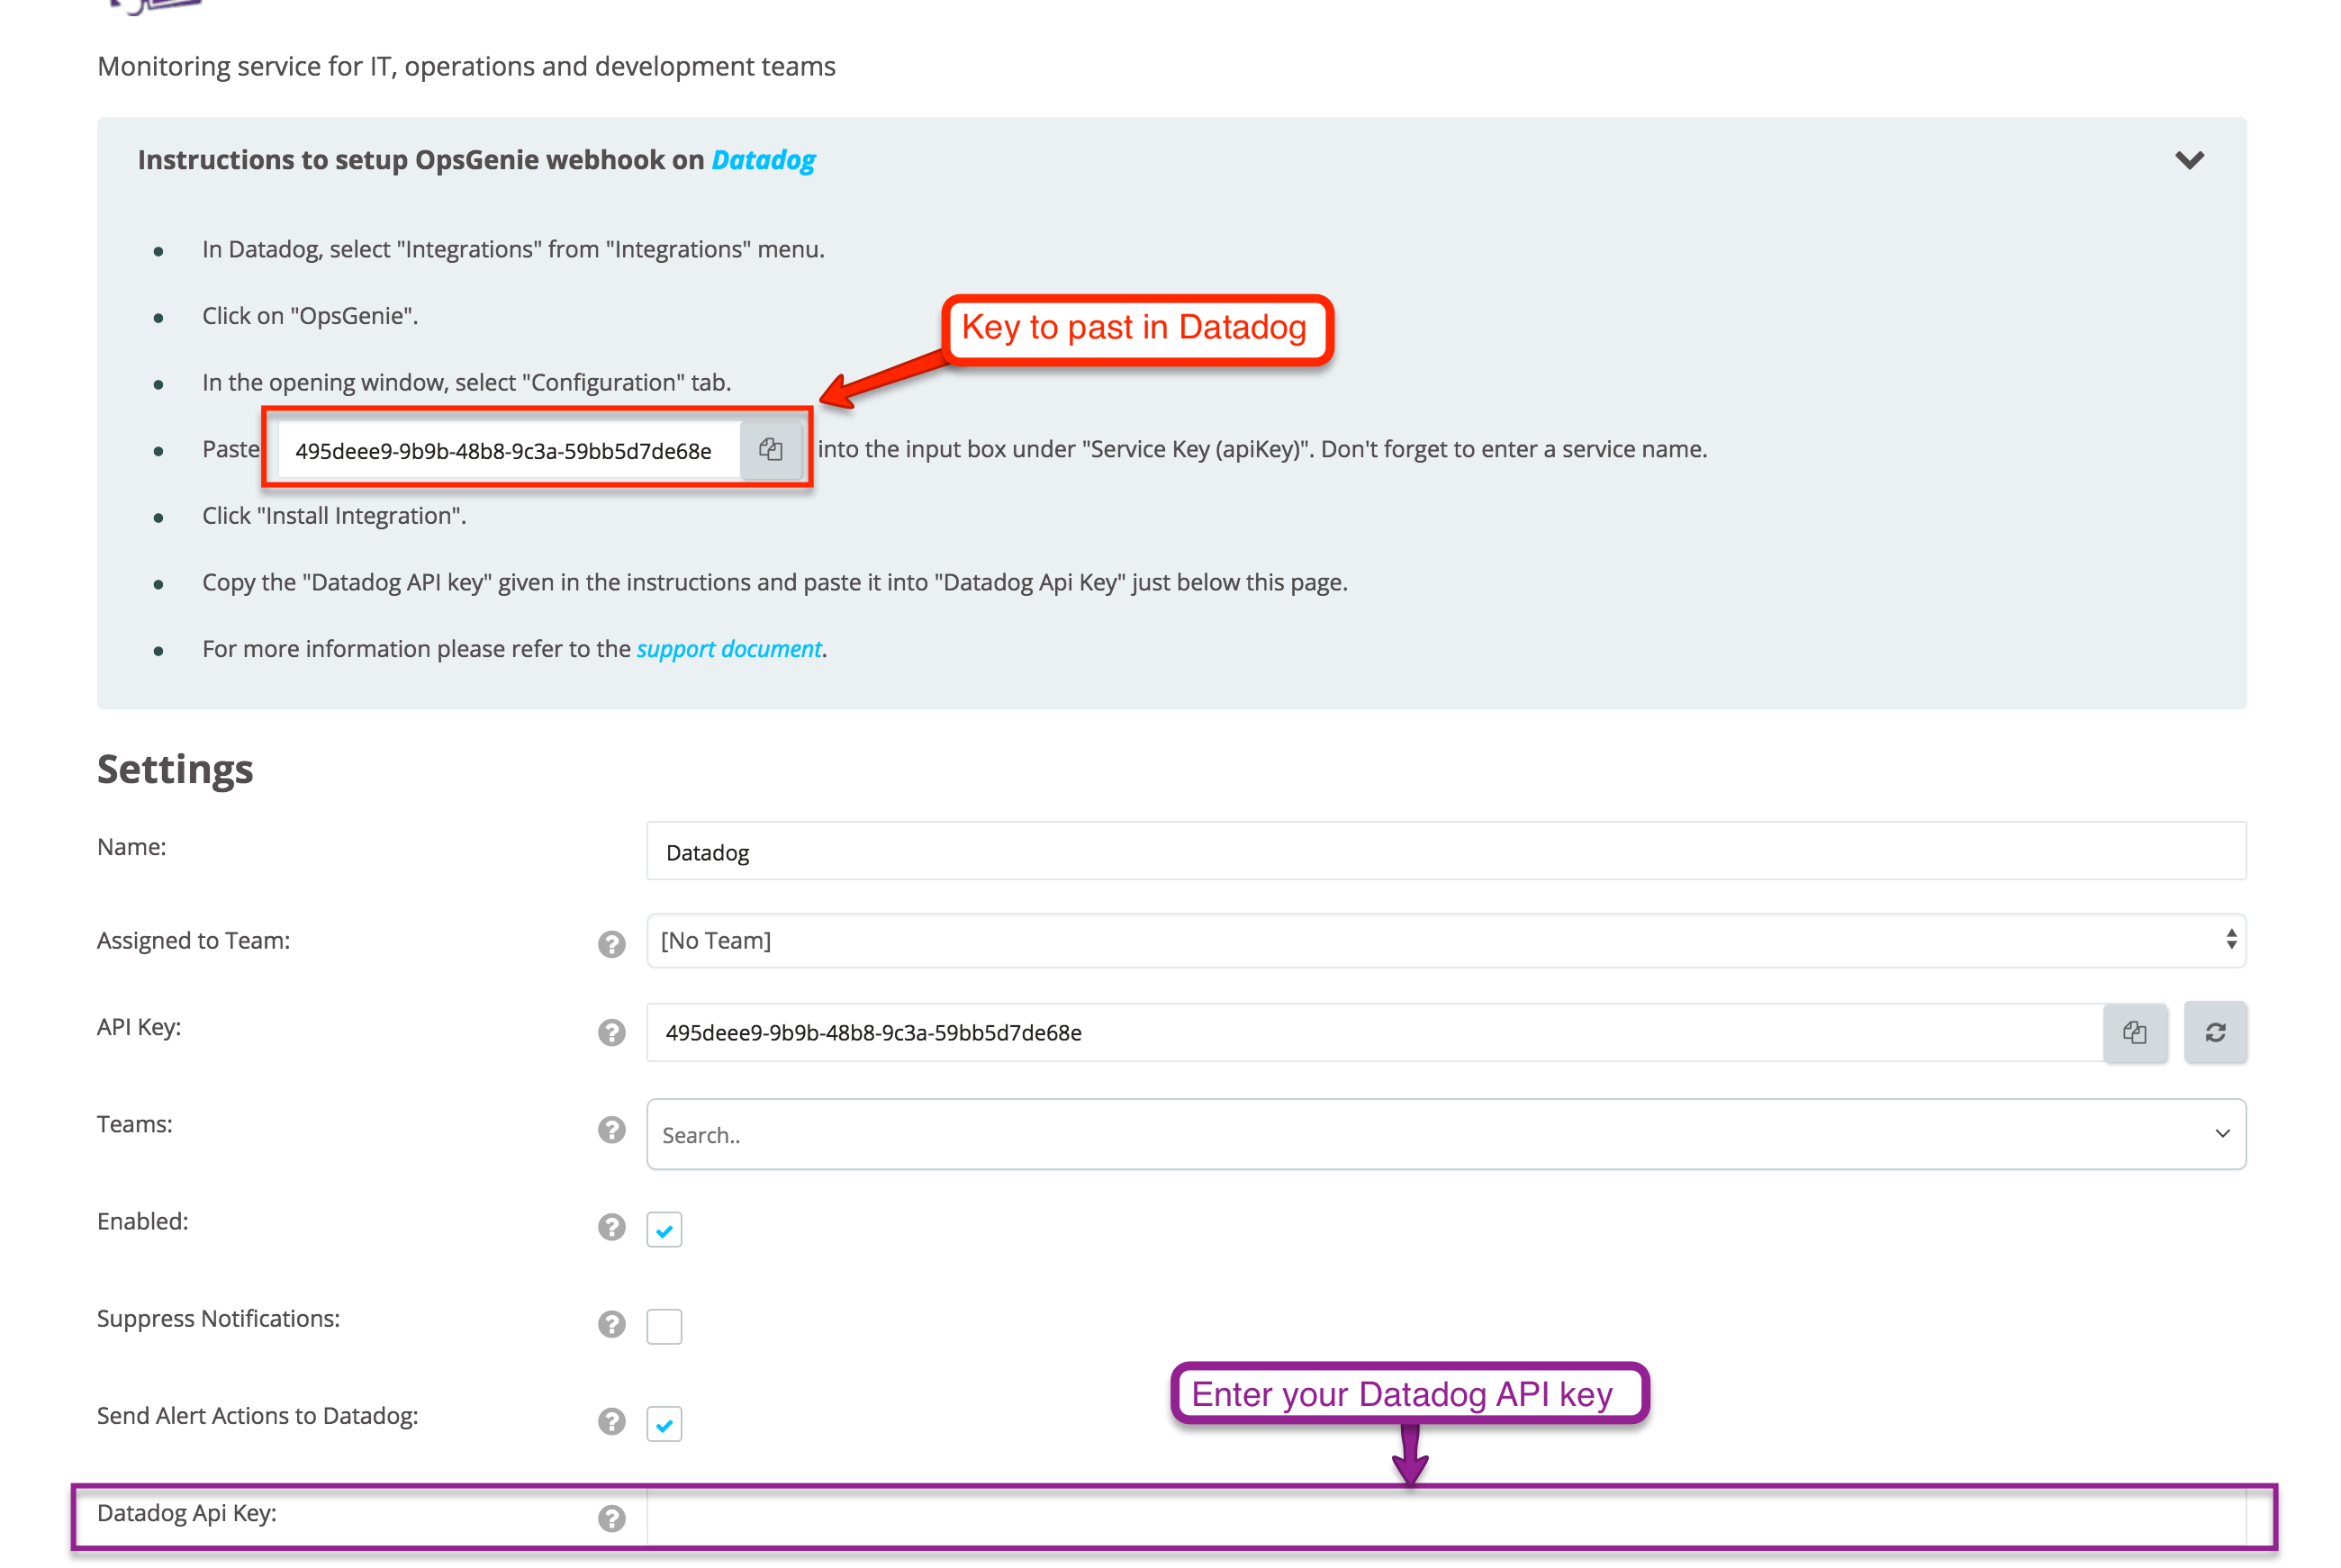 Monitoring service for IT, operations and development teams
Instructions to setup OpsGenie webhook on Datadog
In Datadog, select "Integrations" from "Integrations" menu.
Click on "OpsGenie".
Key to past in Datadog
In the opening window, select "Configuration" tab.
Paste 495deee9-9b9b-48b8-9c3a-59bb5d7de68e into the input box under "Service Key (apiKey)". Don't forget to enter a service name.
Click "Install Integration".
Copy the "Datadog API key" given in the instructions and paste it into "Datadog Api Key" just below this page.
For more information please refer to the support document.
Settings
Name: Datadog
Assigned to Team: [No Team]
API Key: 495deee9-9b9b-48b8-9c3a-59bb5d7de68e
Teams: Search..
Enabled:
Suppress Notifications:
Enter your Datadog API key
Send Alert Actions to Datadog:
Datadog Api Key: